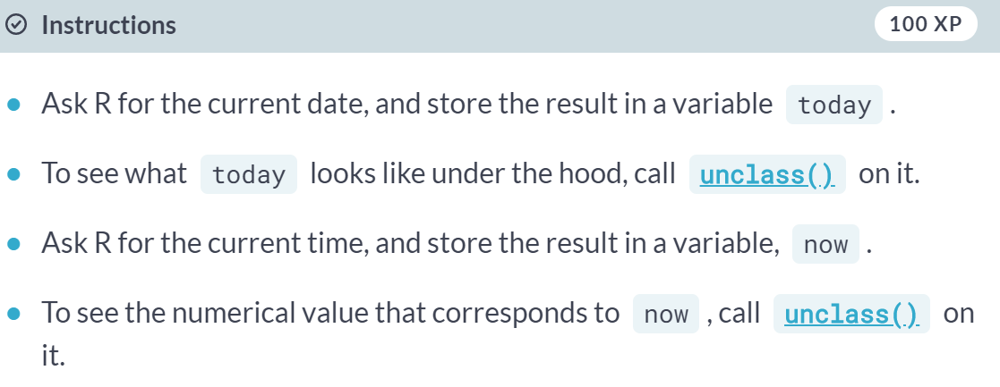 Instructions 100 XP
Ask R for the current date, and store the result in a variable today .
To see what today looks like under the hood, call unclass() on it.
Ask R for the current time, and store the result in a variable, now .
To see the numerical value that corresponds to now , call unclass() on
it.